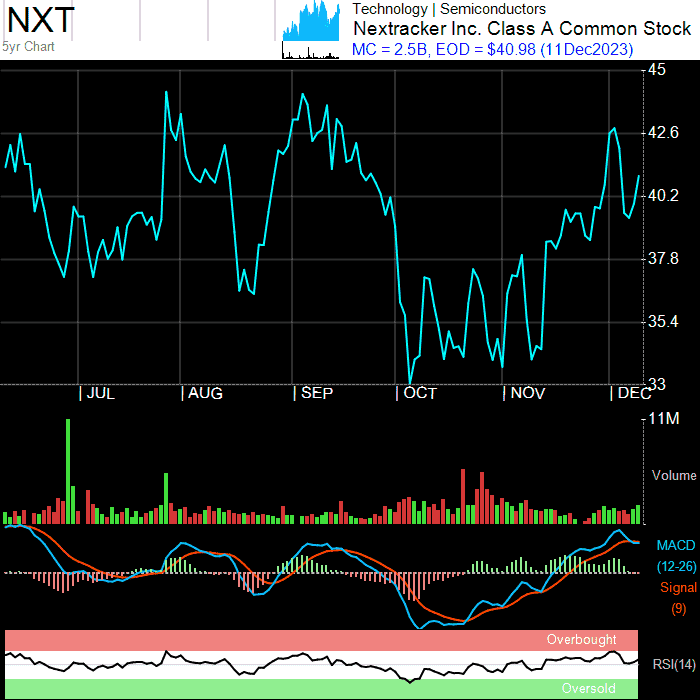 NXT
5yr Chart
Technology | Semiconductors
Nextracker Inc. Class A Common Stock
MC = 2.5B, EOD = $40.98 (11Dec2023)
45
42.6
40.2
37.8
35.4
33
| JUL | AUG | SEP | OCT | NOV | DEC
11M
Volume
MACD
(12-26)
Signal
(9)
Overbought
RSI(14)
Oversold